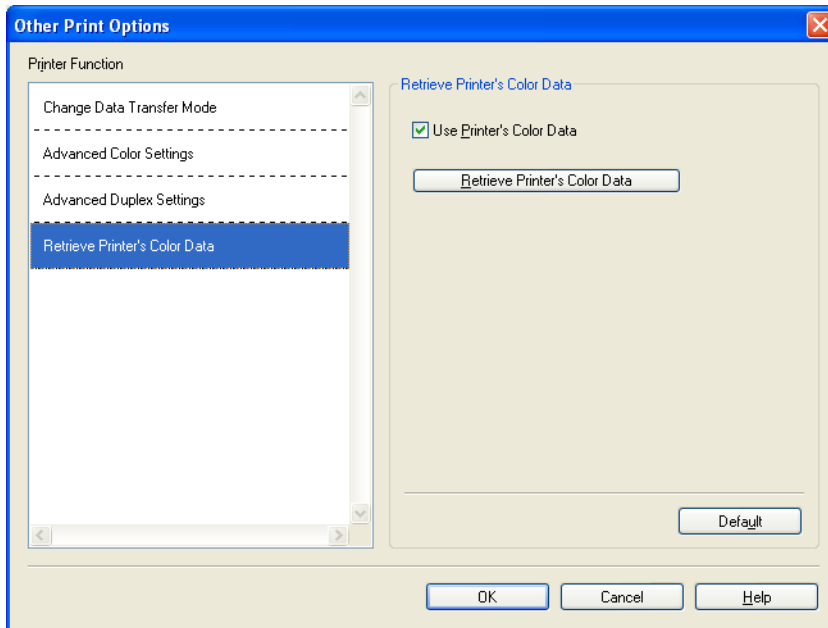 Other Print Options
Printer Function
Change Data Transfer Mode
Advanced Color Settings
Advanced Duplex Settings
Retrieve Printer's Color Data
Retrieve Printer's Color Data
Use Printer's Color Data
Retrieve Printer's Color Data
Default
OK
Cancel
Help